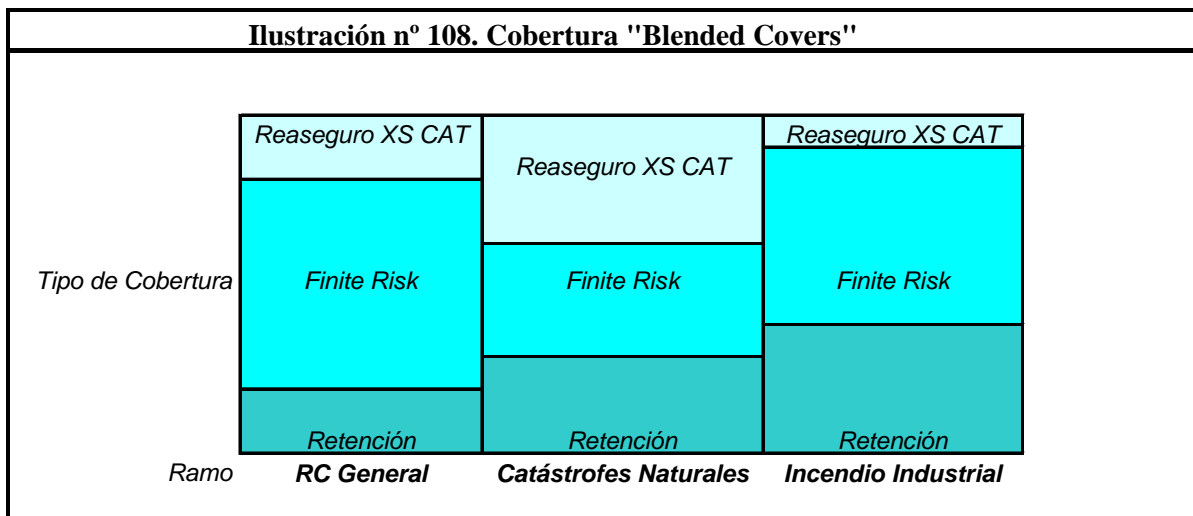 Ilustración nº 108. Cobertura "Blended Covers"
Reaseguro XS CAT
Reaseguro XS CAT
Reaseguro XS CAT
Tipo de Cobertura
Finite Risk
Finite Risk
Finite Risk
Retención
Retención
Retención
Ramo
RC General
Catástrofes Naturales
Incendio Industrial